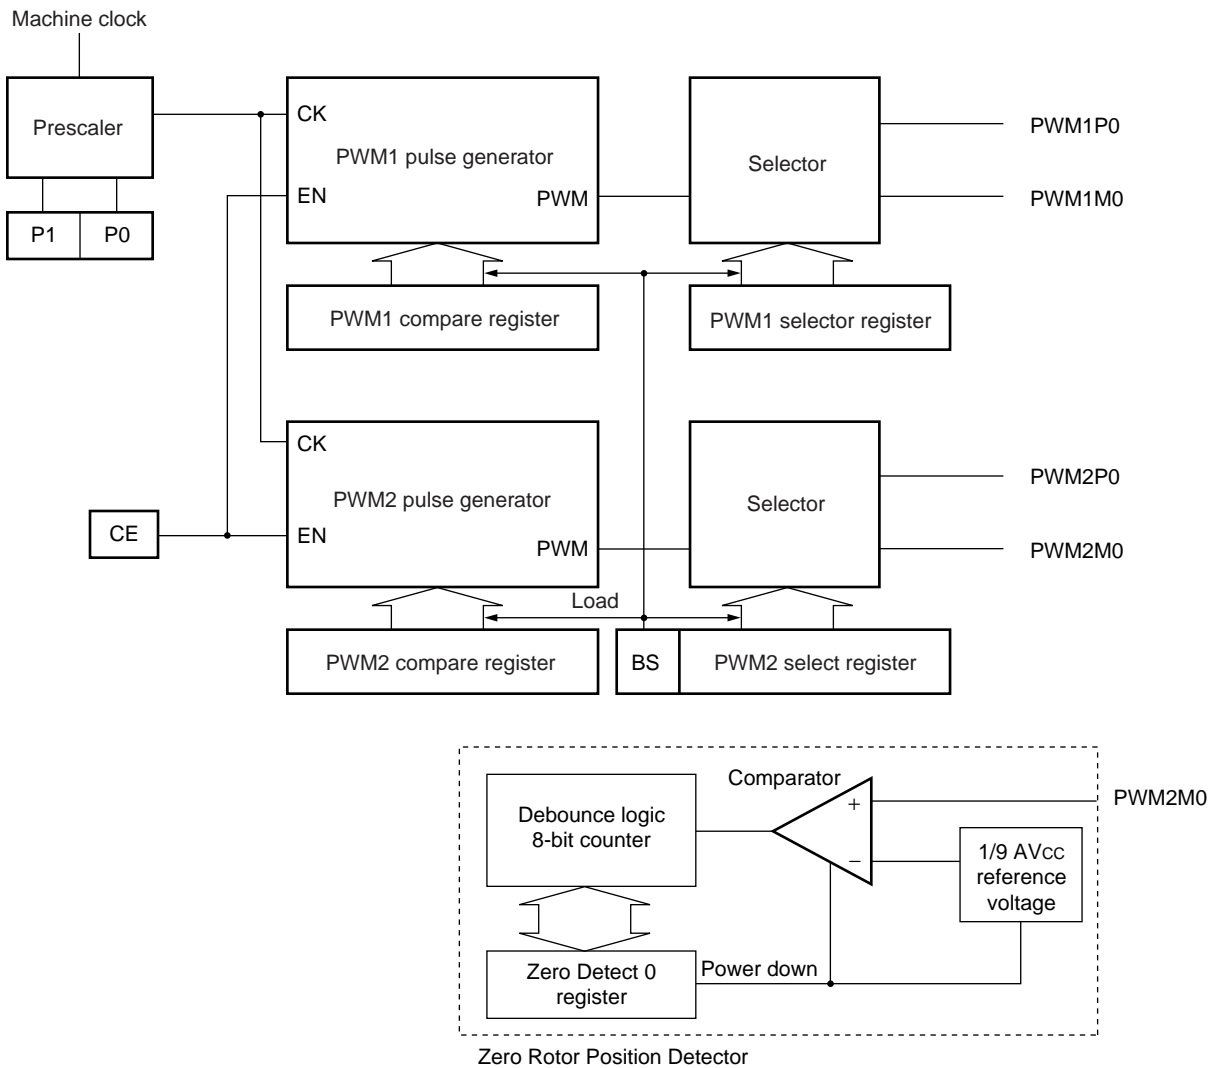 Machine clock
Prescaler
P1
P0
CK
PWM1 pulse generator
EN
PWM
Selector
PWM1P0
PWM1M0
PWM1 compare register
PWM1 selector register
CK
PWM2 pulse generator
EN
PWM
Selector
PWM2P0
PWM2M0
CE
Load
PWM2 compare register
BS
PWM2 select register
Comparator
+
−
PWM2M0
Debounce logic
8-bit counter
1/9 AVCC
reference
voltage
Zero Detect 0
register
Power down
Zero Rotor Position Detector